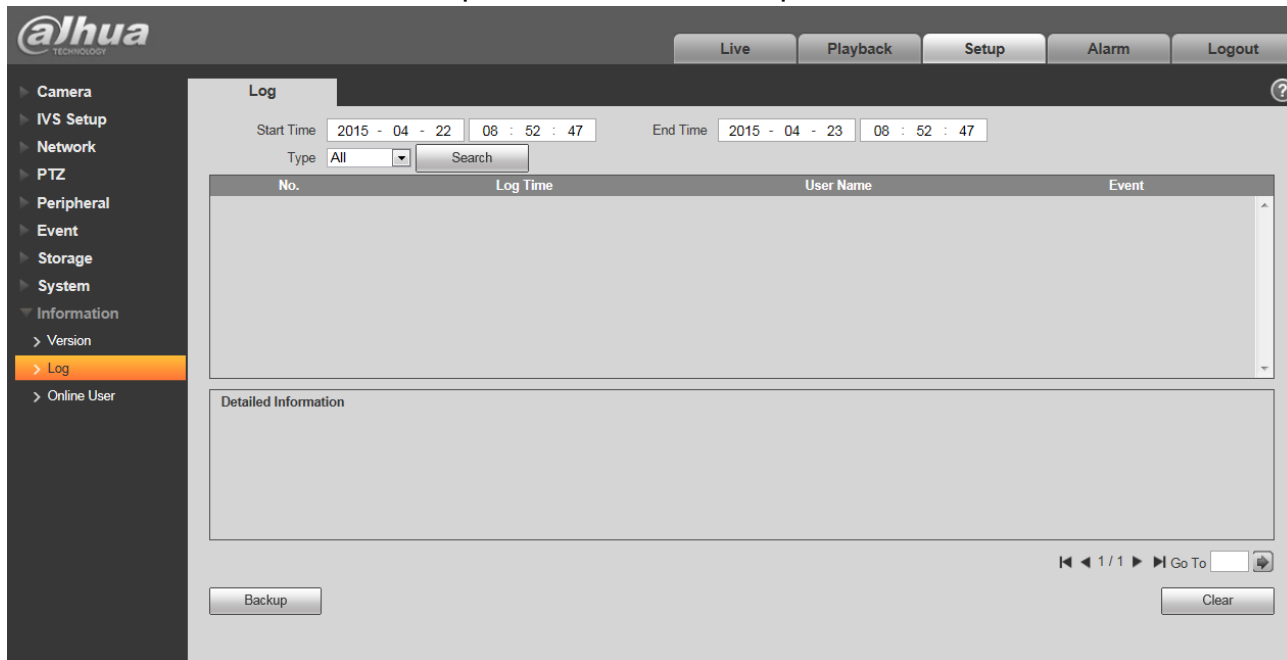 alhua
TECHNOLOGY
Live Playback Setup Alarm Logout
Camera
IVS Setup
Network
PTZ
Peripheral
Event
Storage
System
Information
Version
Log
Online User
Log ?
Start Time 2015 - 04 - 22 08 : 52 : 47 End Time 2015 - 04 - 23 08 : 52 : 47
Type All Search
No. Log Time User Name Event
Detailed Information
1 / 1 Go To
Backup Clear